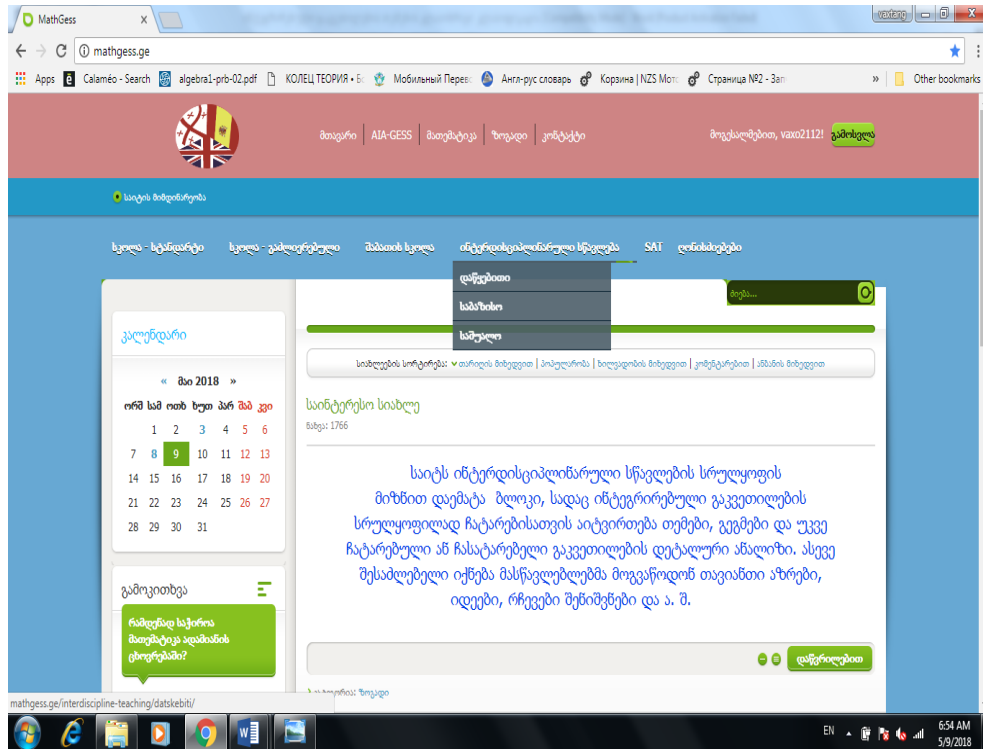 MathGess
vaxtang
mathgess.ge
Apps Calaméo - Search algebra1-prb-02.pdf КОЛЕЦ ТЕОРИЯ • Бо Мобильный Перевс Англ-рус словарь Корзина | NZS Мото Страница №2 - Зап » Other bookmarks
მთავარი AIA-GESS მათემატიკა ზოგადი კონტაქტი
მოგესალმებით, vaxo2112! გამოსვლა
საიტის მიმდინარეობა
სკოლა - სტანდარტი სკოლა - გაძლიერებული შაბათის სკოლა ინტერდისციპლინარული სწავლება SAT ღონისძიებები
დაწყებითი
საბაზისო
საშუალო
ძიება...
კალენდარი
« მაი 2018 »
ორშ სამ ოთხ ხუთ პარ შაბ კვი
1 2 3 4 5 6
7 8 9 10 11 12 13
14 15 16 17 18 19 20
21 22 23 24 25 26 27
28 29 30 31
გამოკითხვა
რამდენად საჭიროა
მათემატიკა ადამიანის
ცხოვრებაში?
სიახლეების სორტირება: თარიღის მიხედვით | პოპულარობა | ხილვადობის მიხედვით | კომენტარებით | ანბანის მიხედვით
საინტერესო სიახლე
ნახვა: 1766
საიტს ინტერდისციპლინარული სწავლების სრულყოფის
მიზნით დაემატა ბლოკი, სადაც ინტეგრირებული გაკვეთილების
სრულყოფილად ჩატარებისათვის აიტვირთება თემები, გეგმები და უკვე
ჩატარებული ან ჩასატარებელი გაკვეთილების დეტალური ანალიზი. ასევე
შესაძლებელი იქნება მასწავლებლებმა მოგვაწოდონ თავიანთი აზრები,
იდეები, რჩევები შენიშვნები და ა. შ.
დაწვრილებით
კატეგორია: ზოგადი
mathgess.ge/interdiscipline-teaching/datskebiti/
EN
6:54 AM
5/9/2018